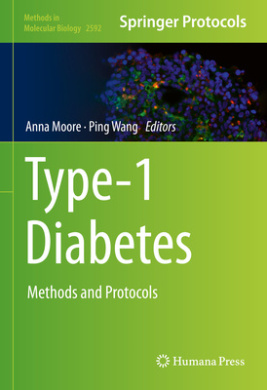 Methods in
Molecular Biology 2592
Springer Protocols
Anna Moore · Ping Wang Editors
Type-1
Diabetes
Methods and Protocols
Humana Press